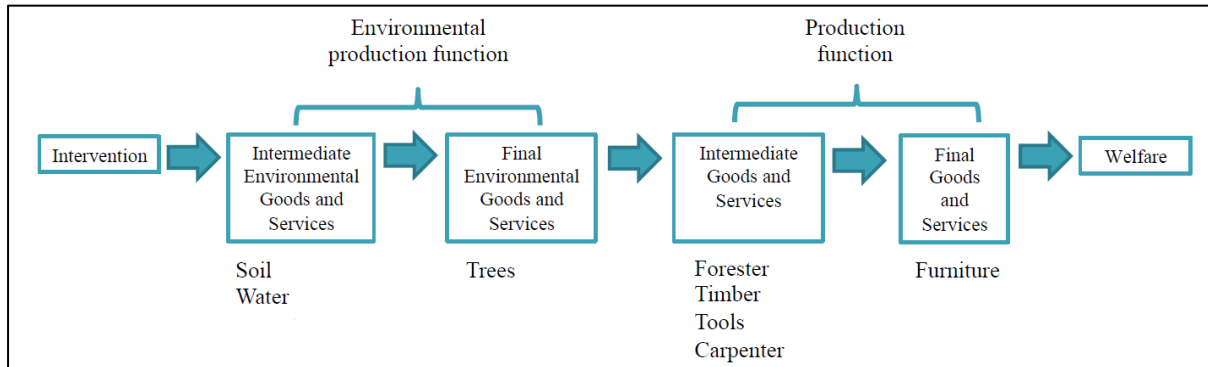 Environmental
production function
Production
function
Intervention
Intermediate
Environmental
Goods and
Services
Final
Environmental
Goods and
Services
Intermediate
Goods and
Services
Final
Goods
and
Services
Welfare
Soil
Water
Trees
Forester
Timber
Tools
Carpenter
Furniture